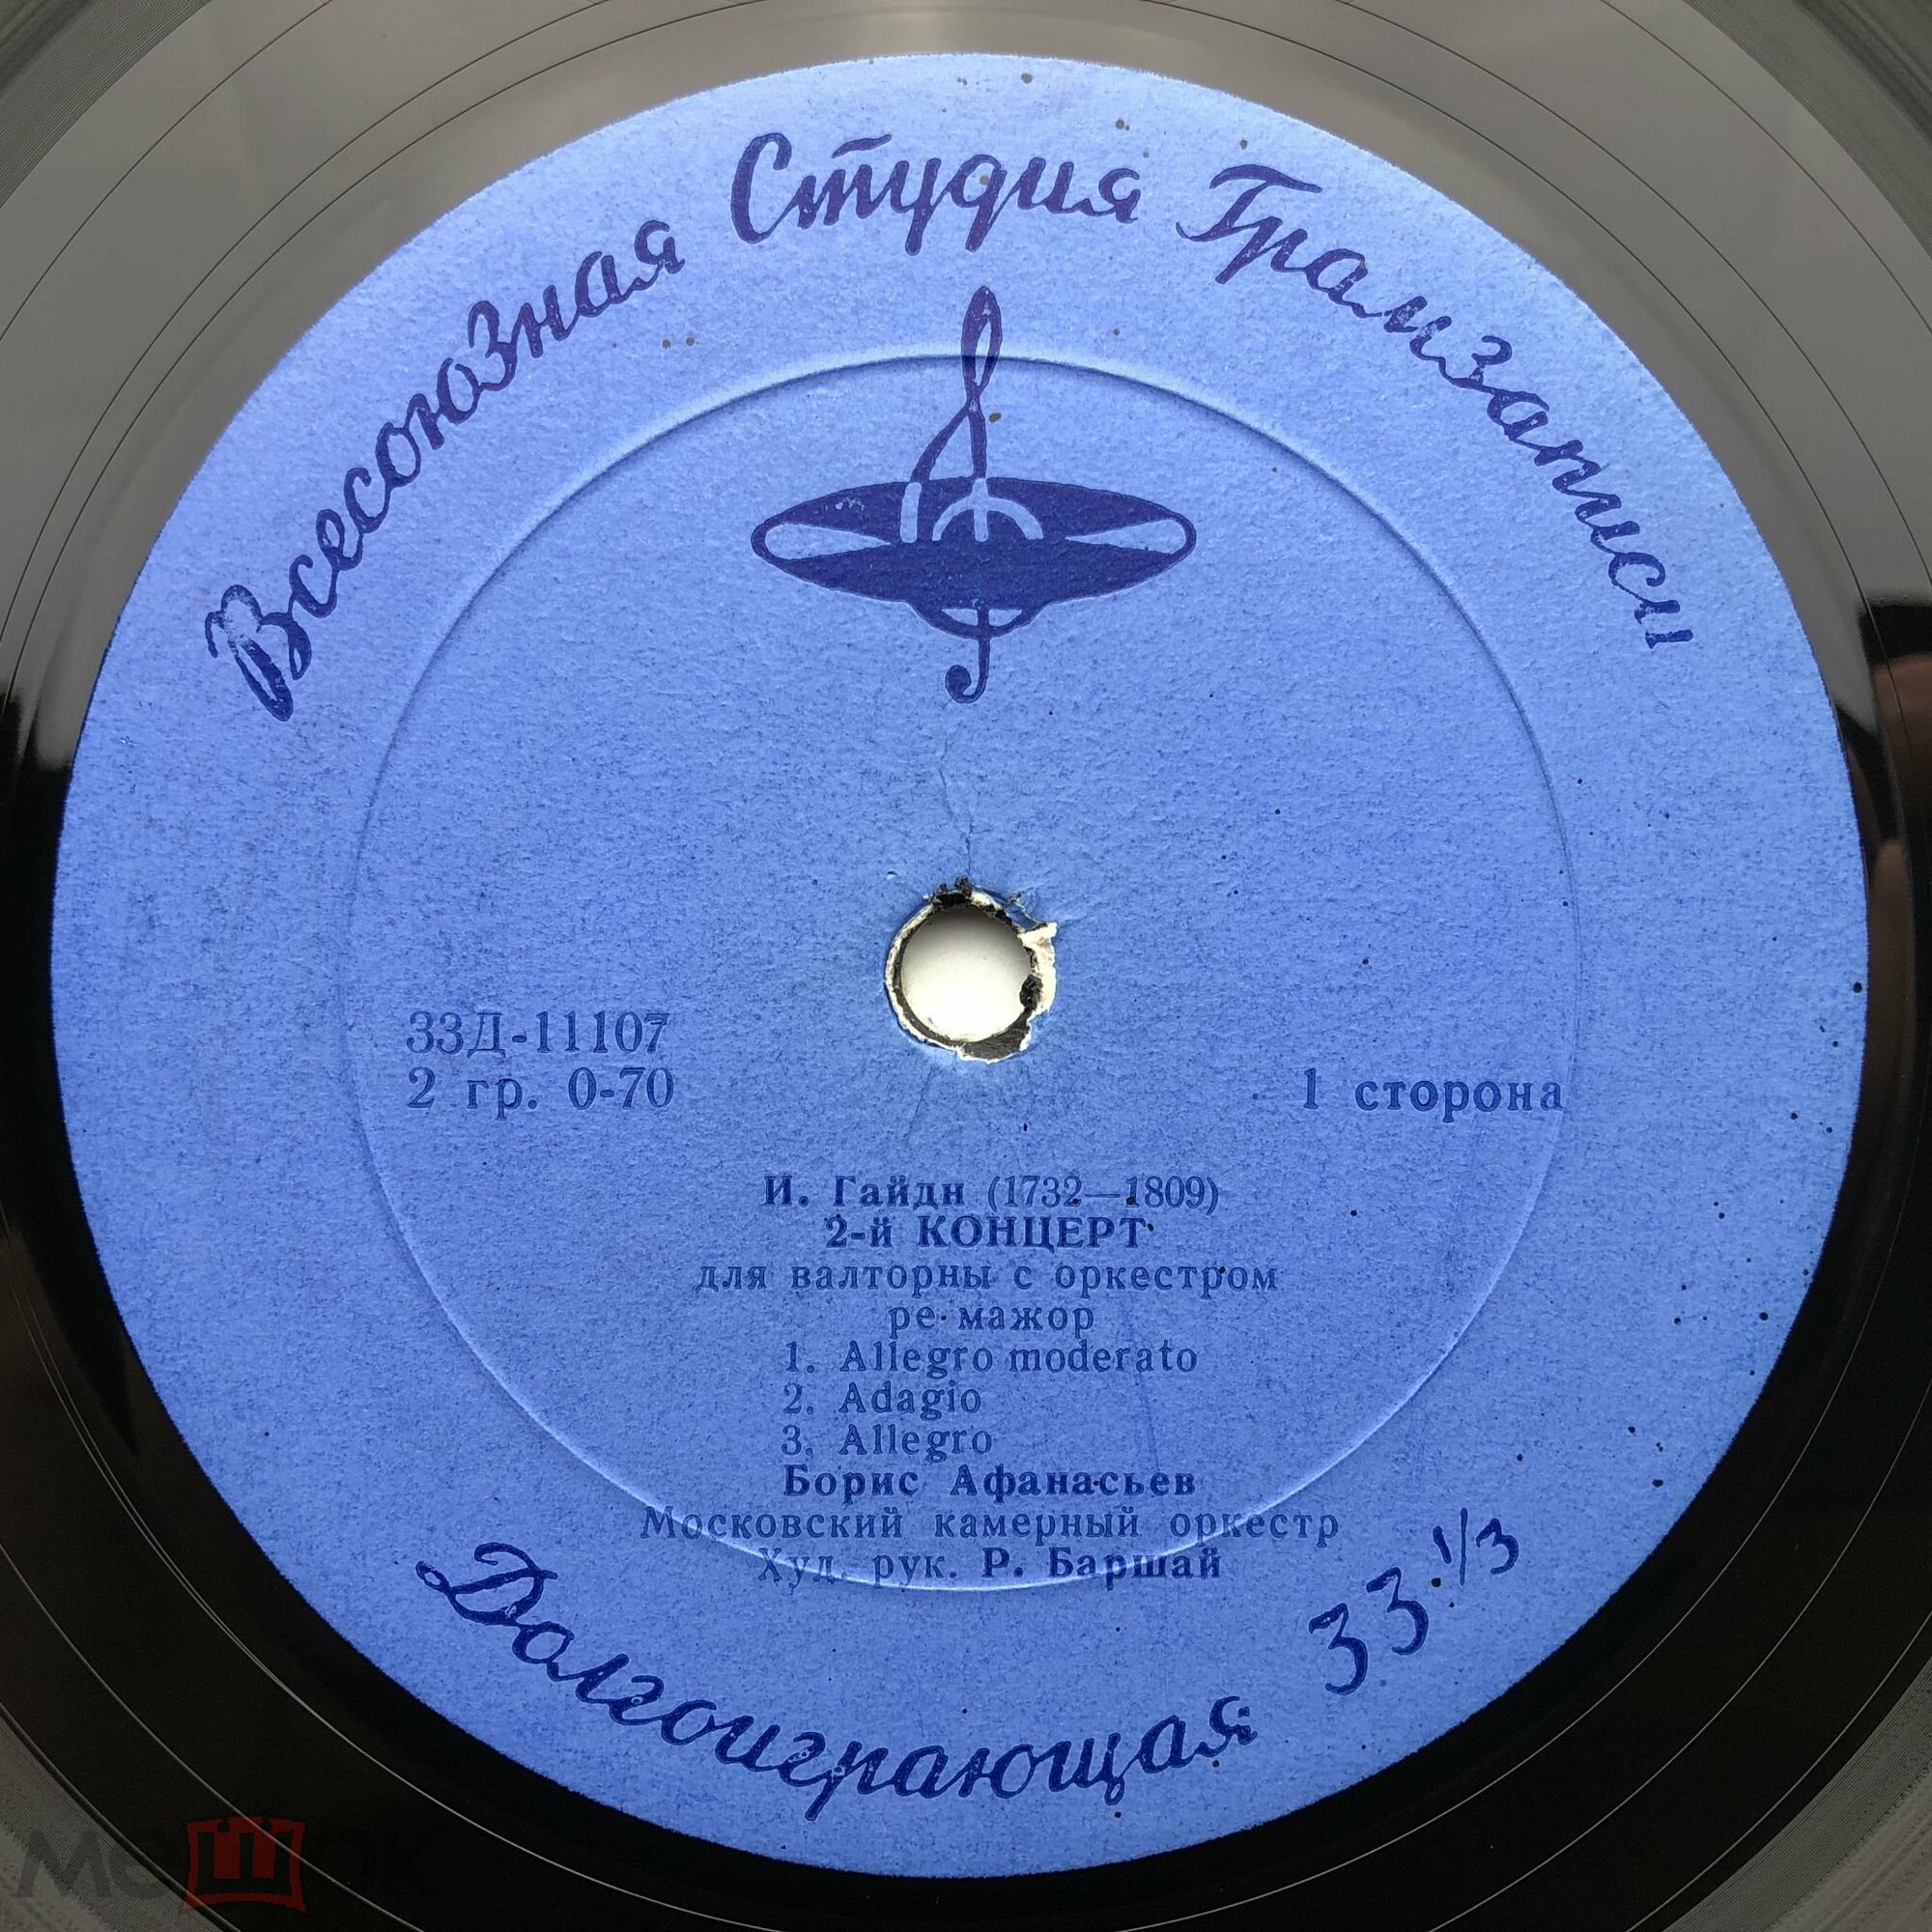 Всесоюзная Студия Грамзаписи
33Д-11107
2 гр. 0-70
1 сторона
И. Гайдн (1732—1809)
2-й КОНЦЕРТ
для валторны с оркестром
ре мажор
1. Allegro moderato
2. Adagio
3. Allegro
Борис Афанасьев
Московский камерный оркестр
Худ. рук. Р. Баршай
Долгоиграющая 33 1/3
мешок